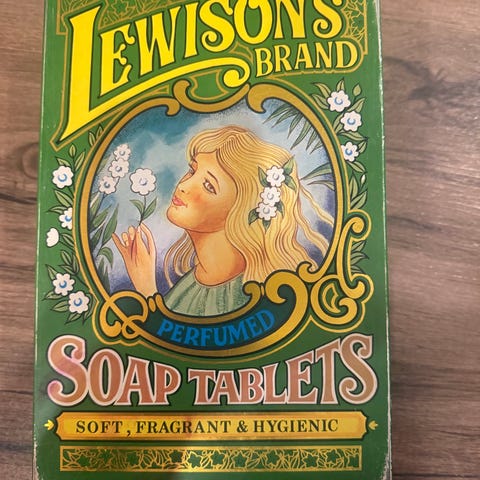 LEWISON'S
BRAND
PERFUMED
SOAP TABLETS
SOFT, FRAGRANT & HYGIENIC